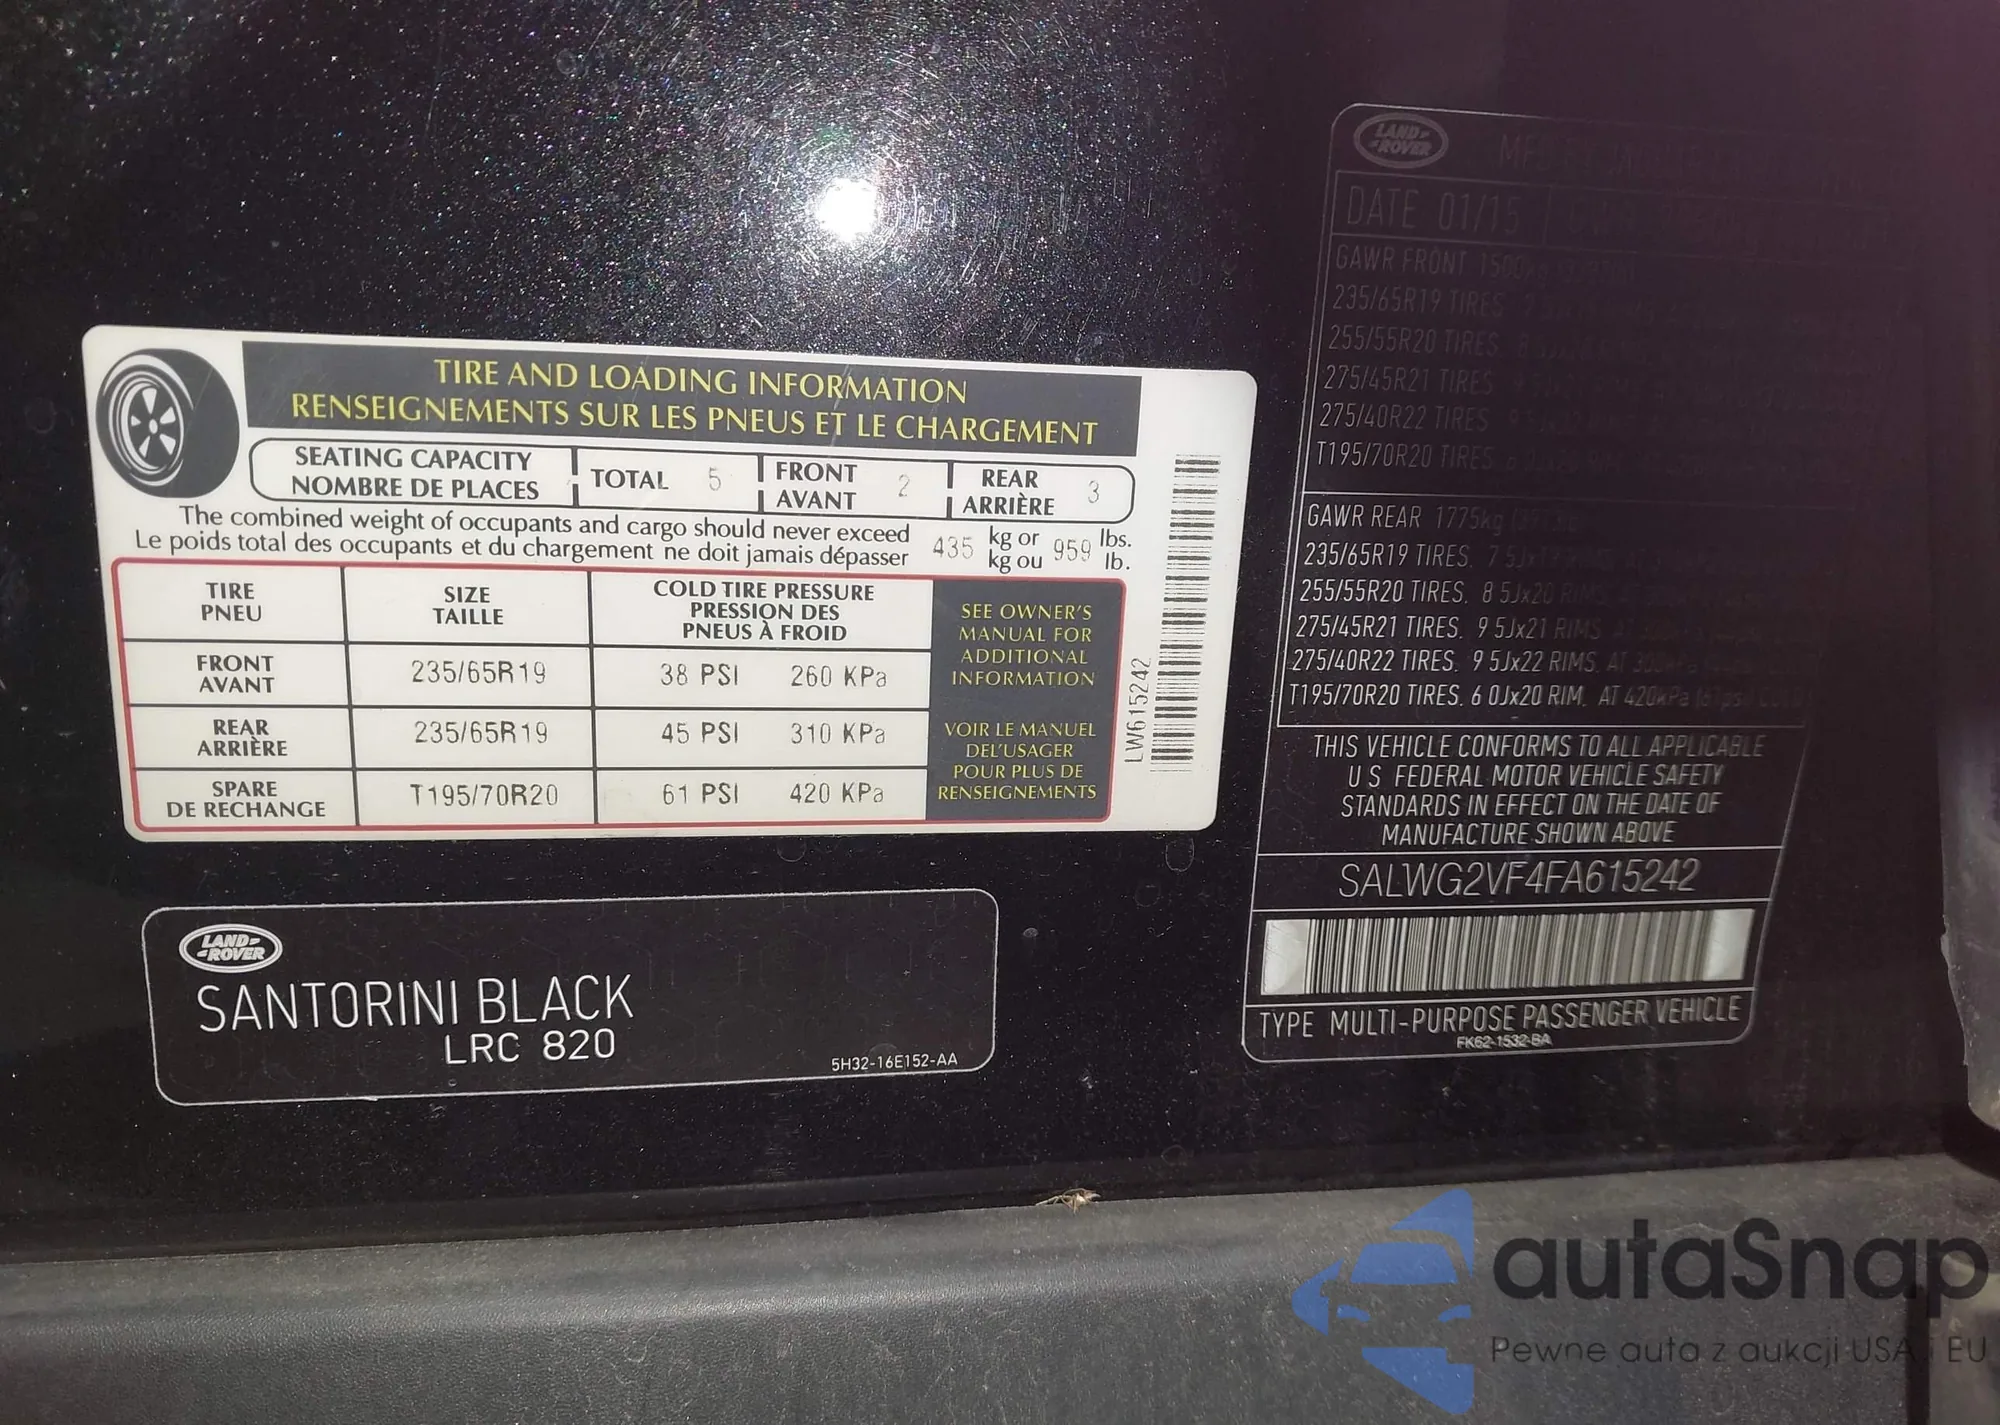 TIRE AND LOADING INFORMATION
RENSEIGNEMENTS SUR LES PNEUS ET LE CHARGEMENT
SEATING CAPACITY
NOMBRE DE PLACES
TOTAL 5
FRONT
AVANT
2
REAR
ARRIÈRE
3
The combined weight of occupants and cargo should never exceed
Le poids total des occupants et du chargement ne doit jamais dépasser
435
kg or
kg ou
959
lbs.
lb.
TIRE
PNEU
SIZE
TAILLE
COLD TIRE PRESSURE
PRESSION DES
PNEUS À FROID
FRONT
AVANT
235/65R19
38 PSI 260 KPa
REAR
ARRIÈRE
235/65R19
45 PSI 310 KPa
SPARE
DE RECHANGE
T195/70R20
61 PSI 420 KPa
SEE OWNER'S
MANUAL FOR
ADDITIONAL
INFORMATION
VOIR LE MANUEL
DEL'USAGER
POUR PLUS DE
RENSEIGNEMENTS
LW615242
LAND-
-ROVER
SANTORINI BLACK
LRC 820
5H32-16E152-AA
LAND-
-ROVER
DATE 01/15
GAWR FRONT 1500kg
235/65R19 TIRES
255/55R20 TIRES
275/45R21 TIRES
275/40R22 TIRES
T195/70R20 TIRES
GAWR REAR 1775kg
235/65R19 TIRES. 7 5Jx19
255/55R20 TIRES. 8 5Jx20 RIMS
275/45R21 TIRES. 9 5Jx21 RIMS
275/40R22 TIRES. 9 5Jx22 RIMS. AT
T195/70R20 TIRES. 6 0Jx20 RIM. AT 420kPa (61psi)
THIS VEHICLE CONFORMS TO ALL APPLICABLE
U S FEDERAL MOTOR VEHICLE SAFETY
STANDARDS IN EFFECT ON THE DATE OF
MANUFACTURE SHOWN ABOVE
SALWG2VF4FA615242
TYPE MULTI-PURPOSE PASSENGER VEHICLE
FK62-1532-BA
autaSnap
Pewne auta z aukcji USA i EU